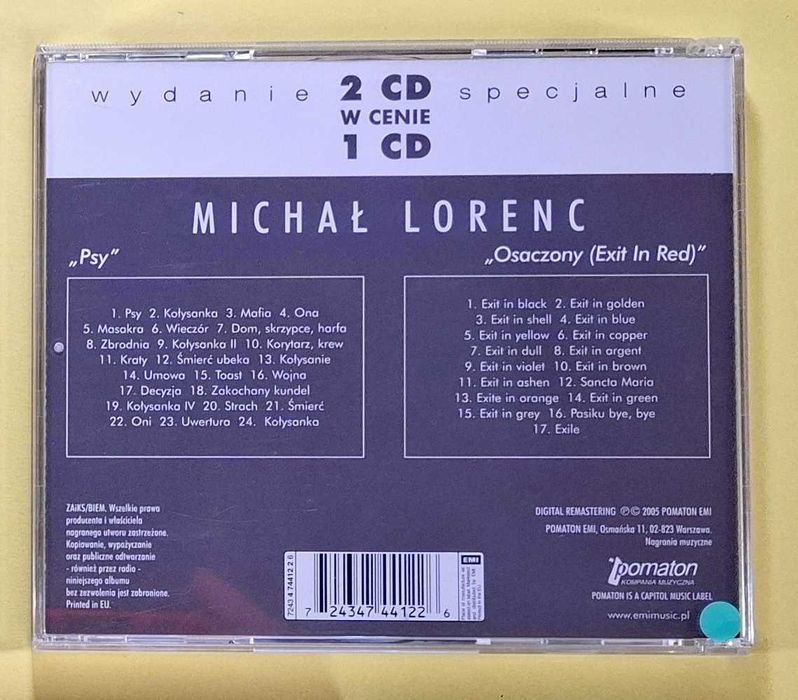 wydanie 2 CD specjalne
W CENIE
1 CD
MICHAŁ LORENC
„Psy”
1. Psy 2. Kołysanka 3. Mafia 4. Ona
5. Masakra 6. Wieczór 7. Dom, skrzypce, harfa
8. Zbrodnia 9. Kołysanka II 10. Korytarz, krew
11. Kraty 12. Śmierć ubeka 13. Kołysanie
14. Umowa 15. Toast 16. Wojna
17. Decyzja 18. Zakochany kundel
19. Kołysanka IV 20. Strach 21. Śmierć
22. Oni 23. Uwertura 24. Kołysanka
„Osaczony (Exit In Red)”
1. Exit in black 2. Exit in golden
3. Exit in shell 4. Exit in blue
5. Exit in yellow 6. Exit in copper
7. Exit in dull 8. Exit in argent
9. Exit in violet 10. Exit in brown
11. Exit in ashen 12. Sancta Maria
13. Exite in orange 14. Exit in green
15. Exit in grey 16. Pasiku bye, bye
17. Exile
ZAiKS/BIEM. Wszelkie prawa
producenta i właściciela
nagranego utworu zastrzeżone.
Kopiowanie, wypożyczanie
oraz publiczne odtwarzanie
- również przez radio -
niniejszego albumu
bez zezwolenia jest zabronione.
Printed in EU.
7243 4 74412 2 6
7 24347 44122 6
EMI
DIGITAL REMASTERING ℗© 2005 POMATON EMI
POMATON EMI, Osmańska 11, 02-823 Warszawa.
Nagrania muzyczne
pomaton
KOMPANIA MUZYCZNA
POMATON IS A CAPITOL MUSIC LABEL
www.emimusic.pl